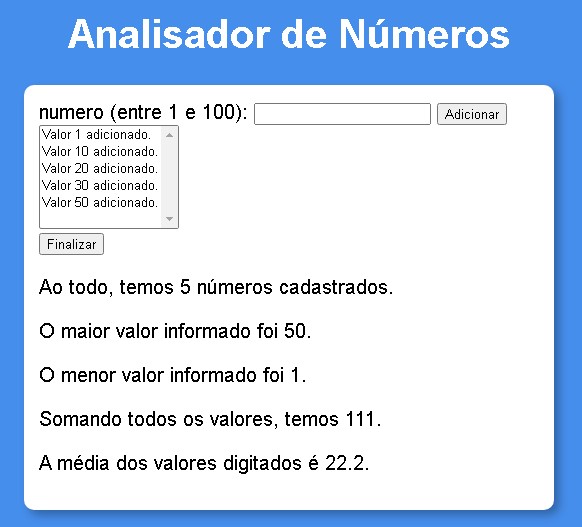 Analisador de Números
numero (entre 1 e 100): Adicionar
Valor 1 adicionado.
Valor 10 adicionado.
Valor 20 adicionado.
Valor 30 adicionado.
Valor 50 adicionado.
Finalizar
Ao todo, temos 5 números cadastrados.
O maior valor informado foi 50.
O menor valor informado foi 1.
Somando todos os valores, temos 111.
A média dos valores digitados é 22.2.